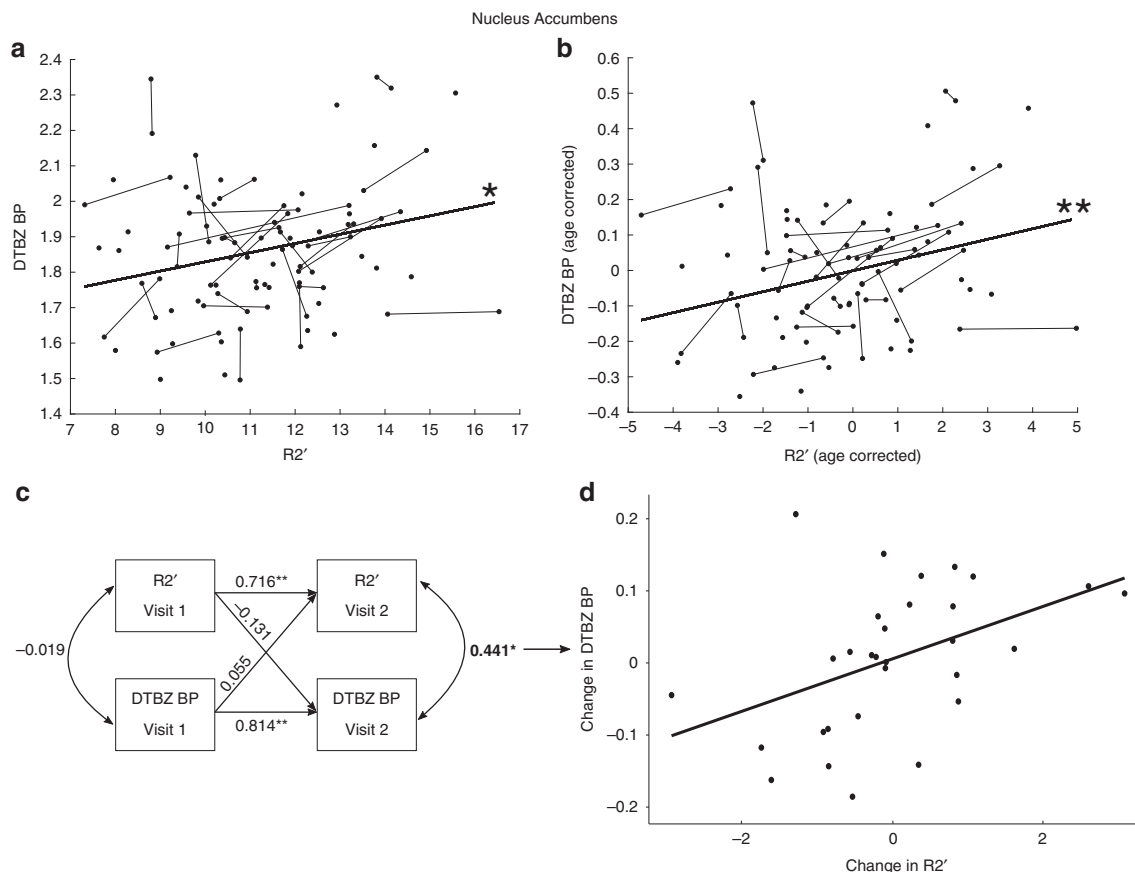 Nucleus Accumbens
a
2.4
2.3
2.2
2.1
2
1.9
1.8
1.7
1.6
1.5
1.4
DTBZ BP
7 8 9 10 11 12 13 14 15 16 17
R2′
*
b
0.6
0.5
0.4
0.3
0.2
0.1
0
−0.1
−0.2
−0.3
−0.4
DTBZ BP (age corrected)
−5 −4 −3 −2 −1 0 1 2 3 4 5
R2′ (age corrected)
**
c
R2′
Visit 1
0.716**
R2′
Visit 2
−0.131
−0.019
0.055
0.441*
DTBZ BP
Visit 1
0.814**
DTBZ BP
Visit 2
d
0.2
0.1
0
−0.1
−0.2
Change in DTBZ BP
−2 0 2
Change in R2′